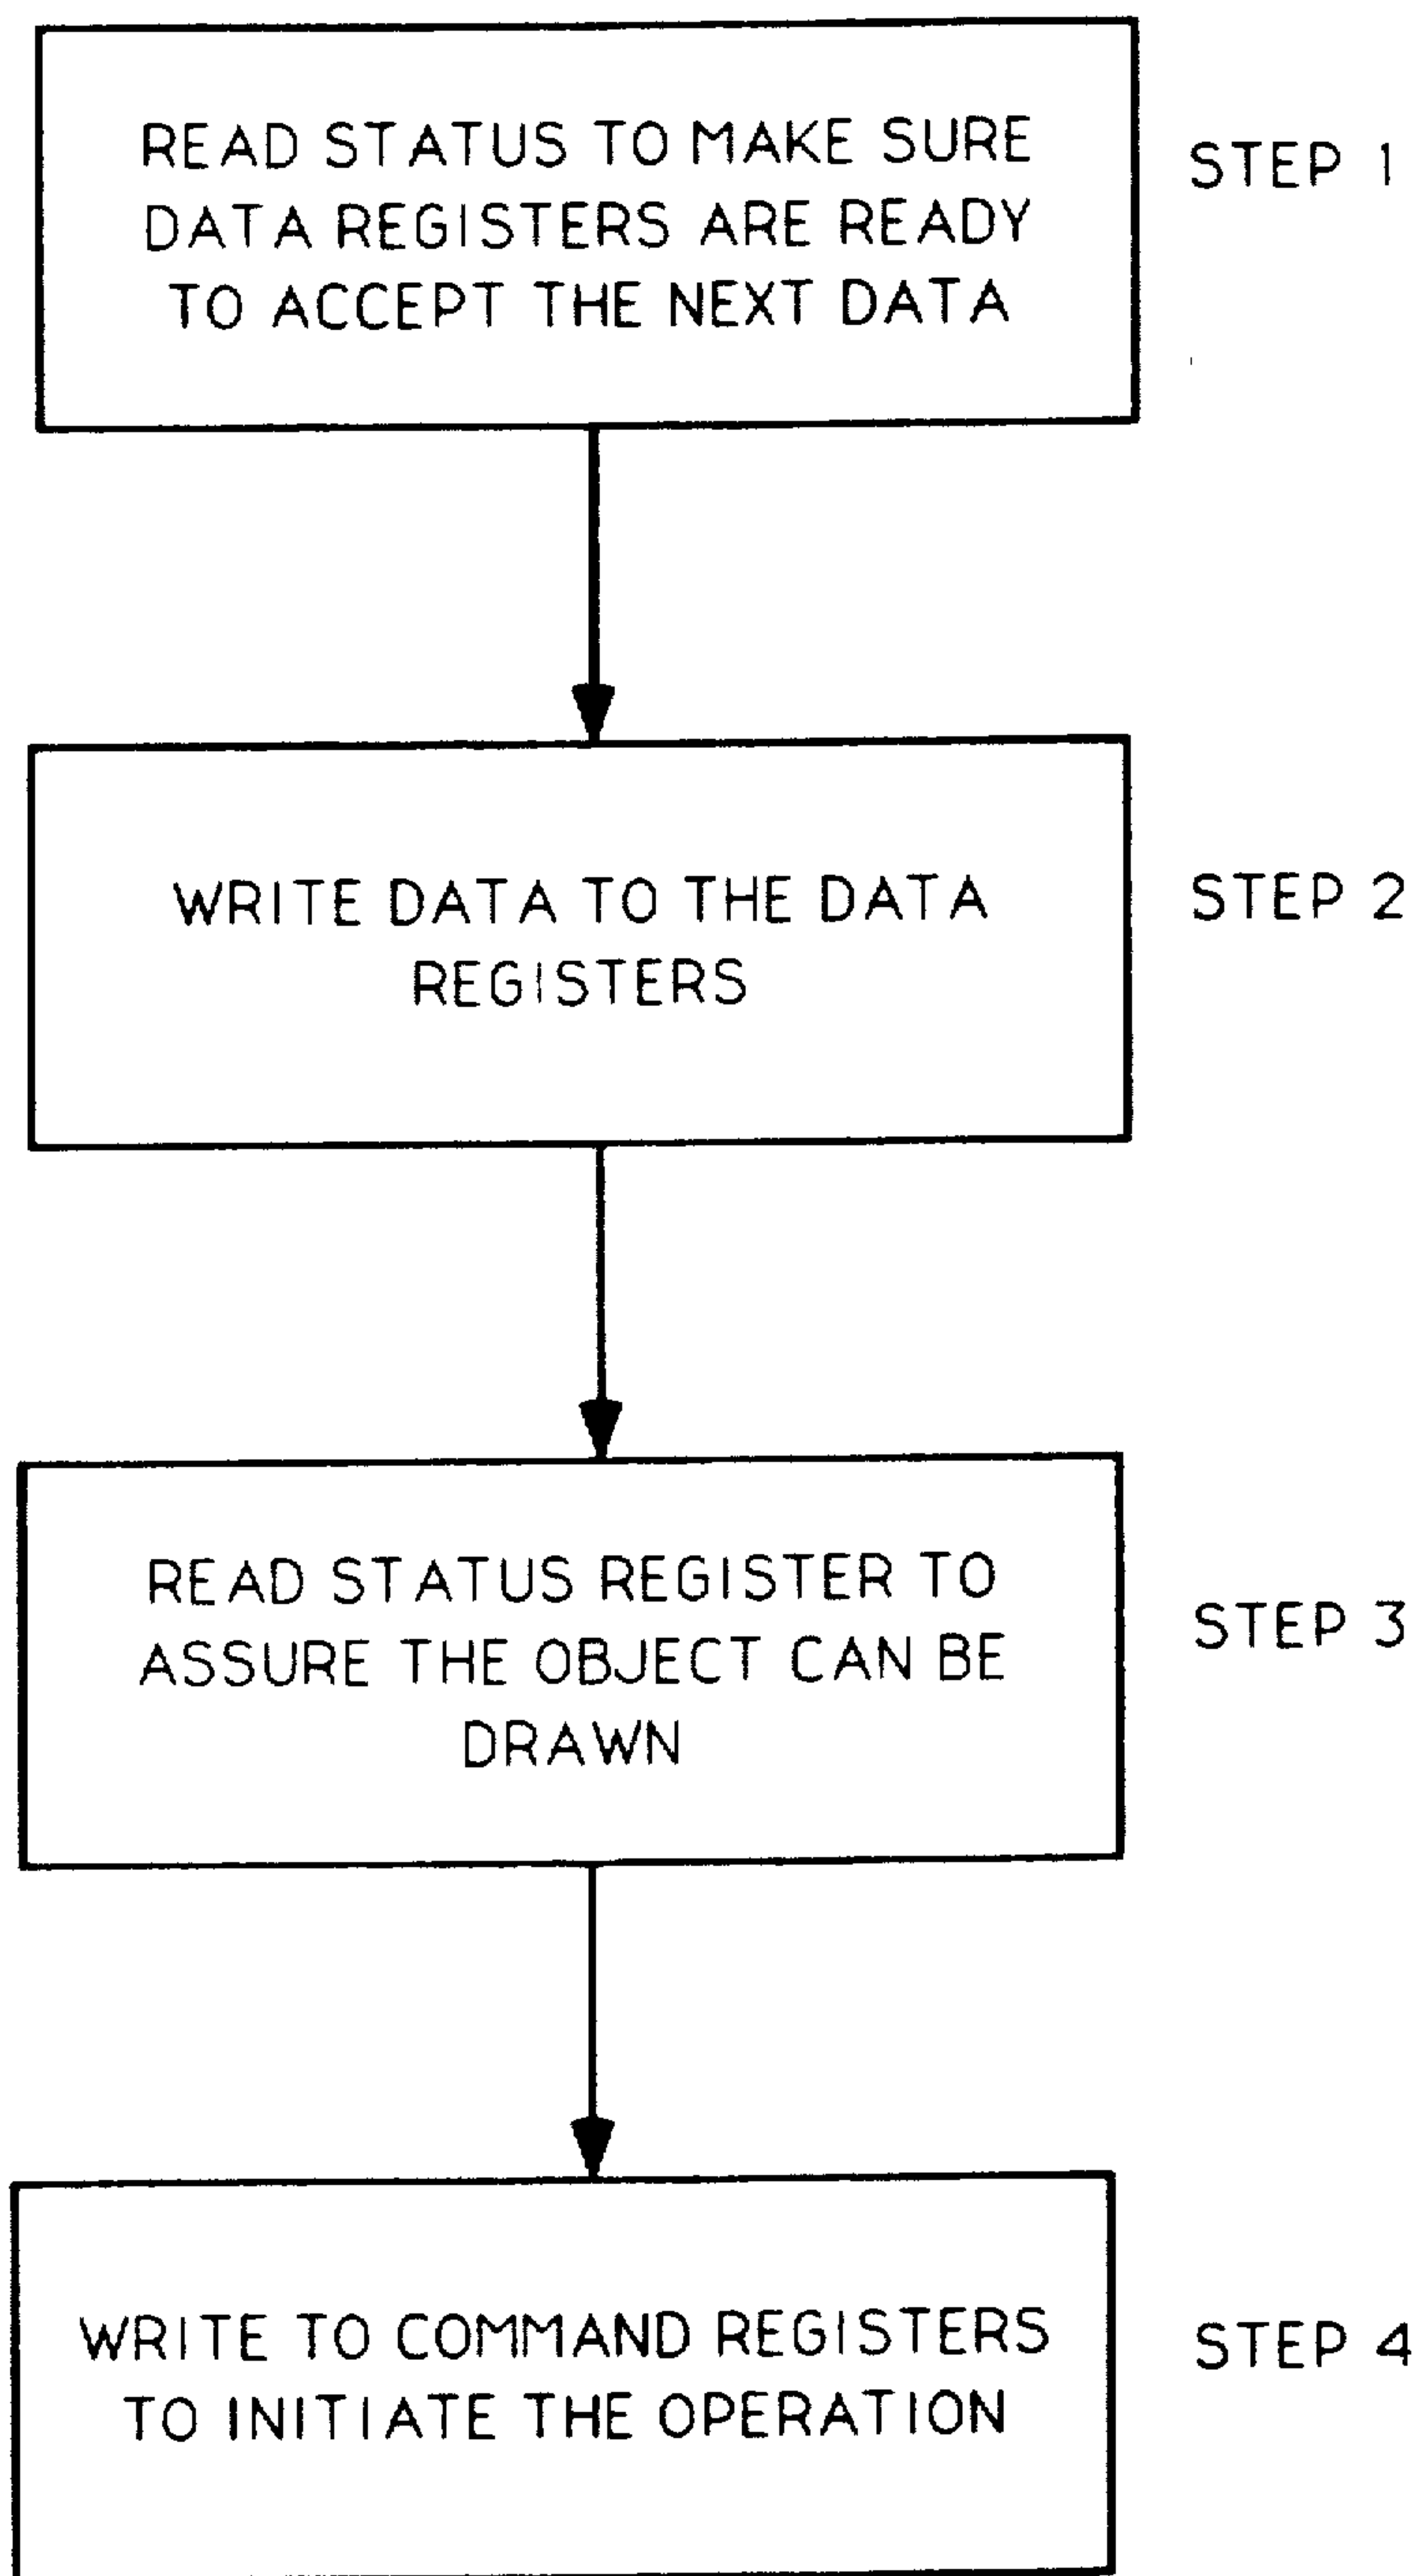 READ STATUS TO MAKE SURE
DATA REGISTERS ARE READY
TO ACCEPT THE NEXT DATA
STEP 1
WRITE DATA TO THE DATA
REGISTERS
STEP 2
READ STATUS REGISTER TO
ASSURE THE OBJECT CAN BE
DRAWN
STEP 3
WRITE TO COMMAND REGISTERS
TO INITIATE THE OPERATION
STEP 4